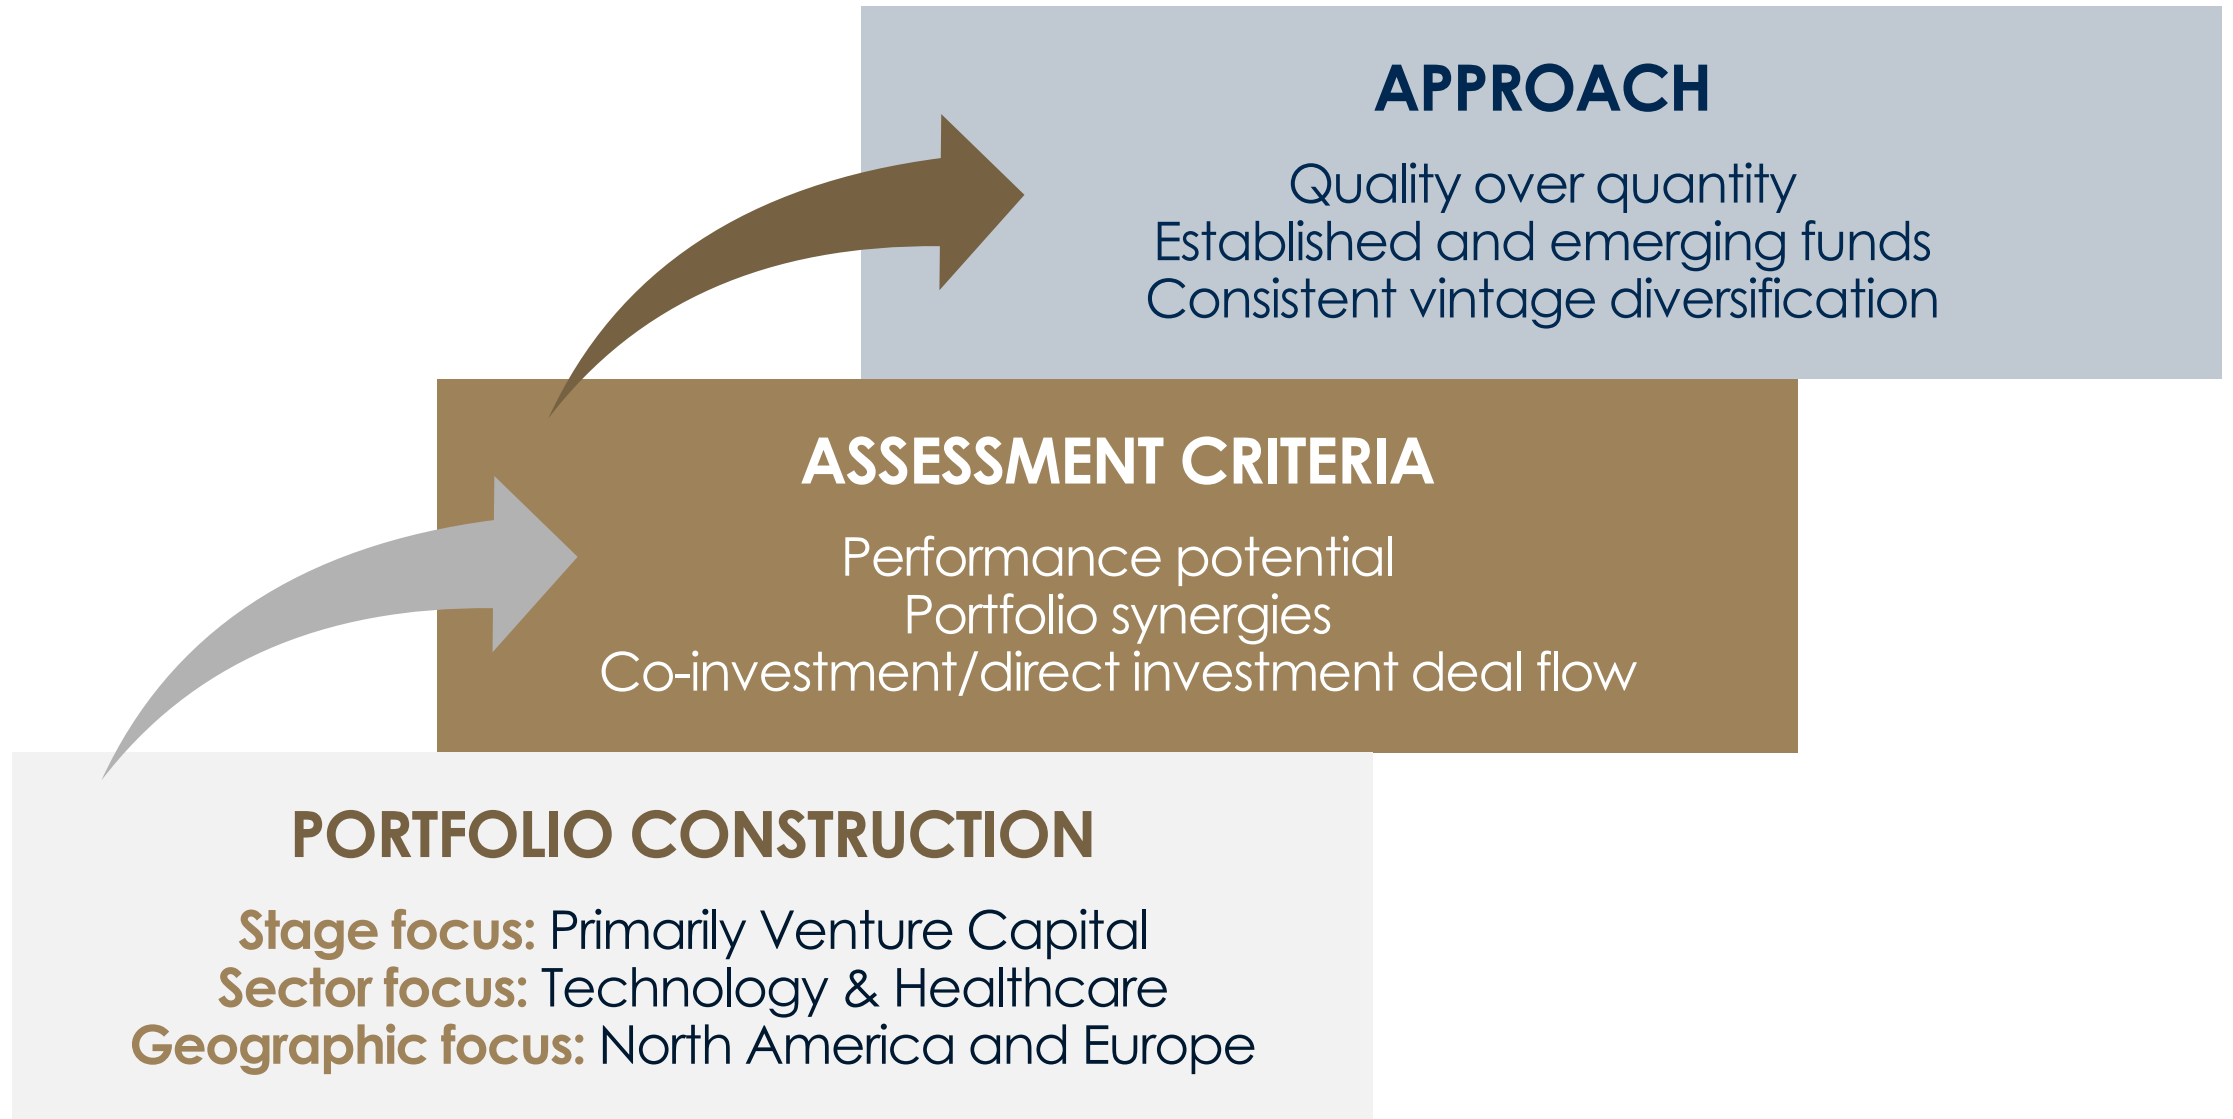 APPROACH
Quality over quantity
Established and emerging funds
Consistent vintage diversification
ASSESSMENT CRITERIA
Performance potential
Portfolio synergies
Co-investment/direct investment deal flow
PORTFOLIO CONSTRUCTION
Stage focus: Primarily Venture Capital
Sector focus: Technology & Healthcare
Geographic focus: North America and Europe